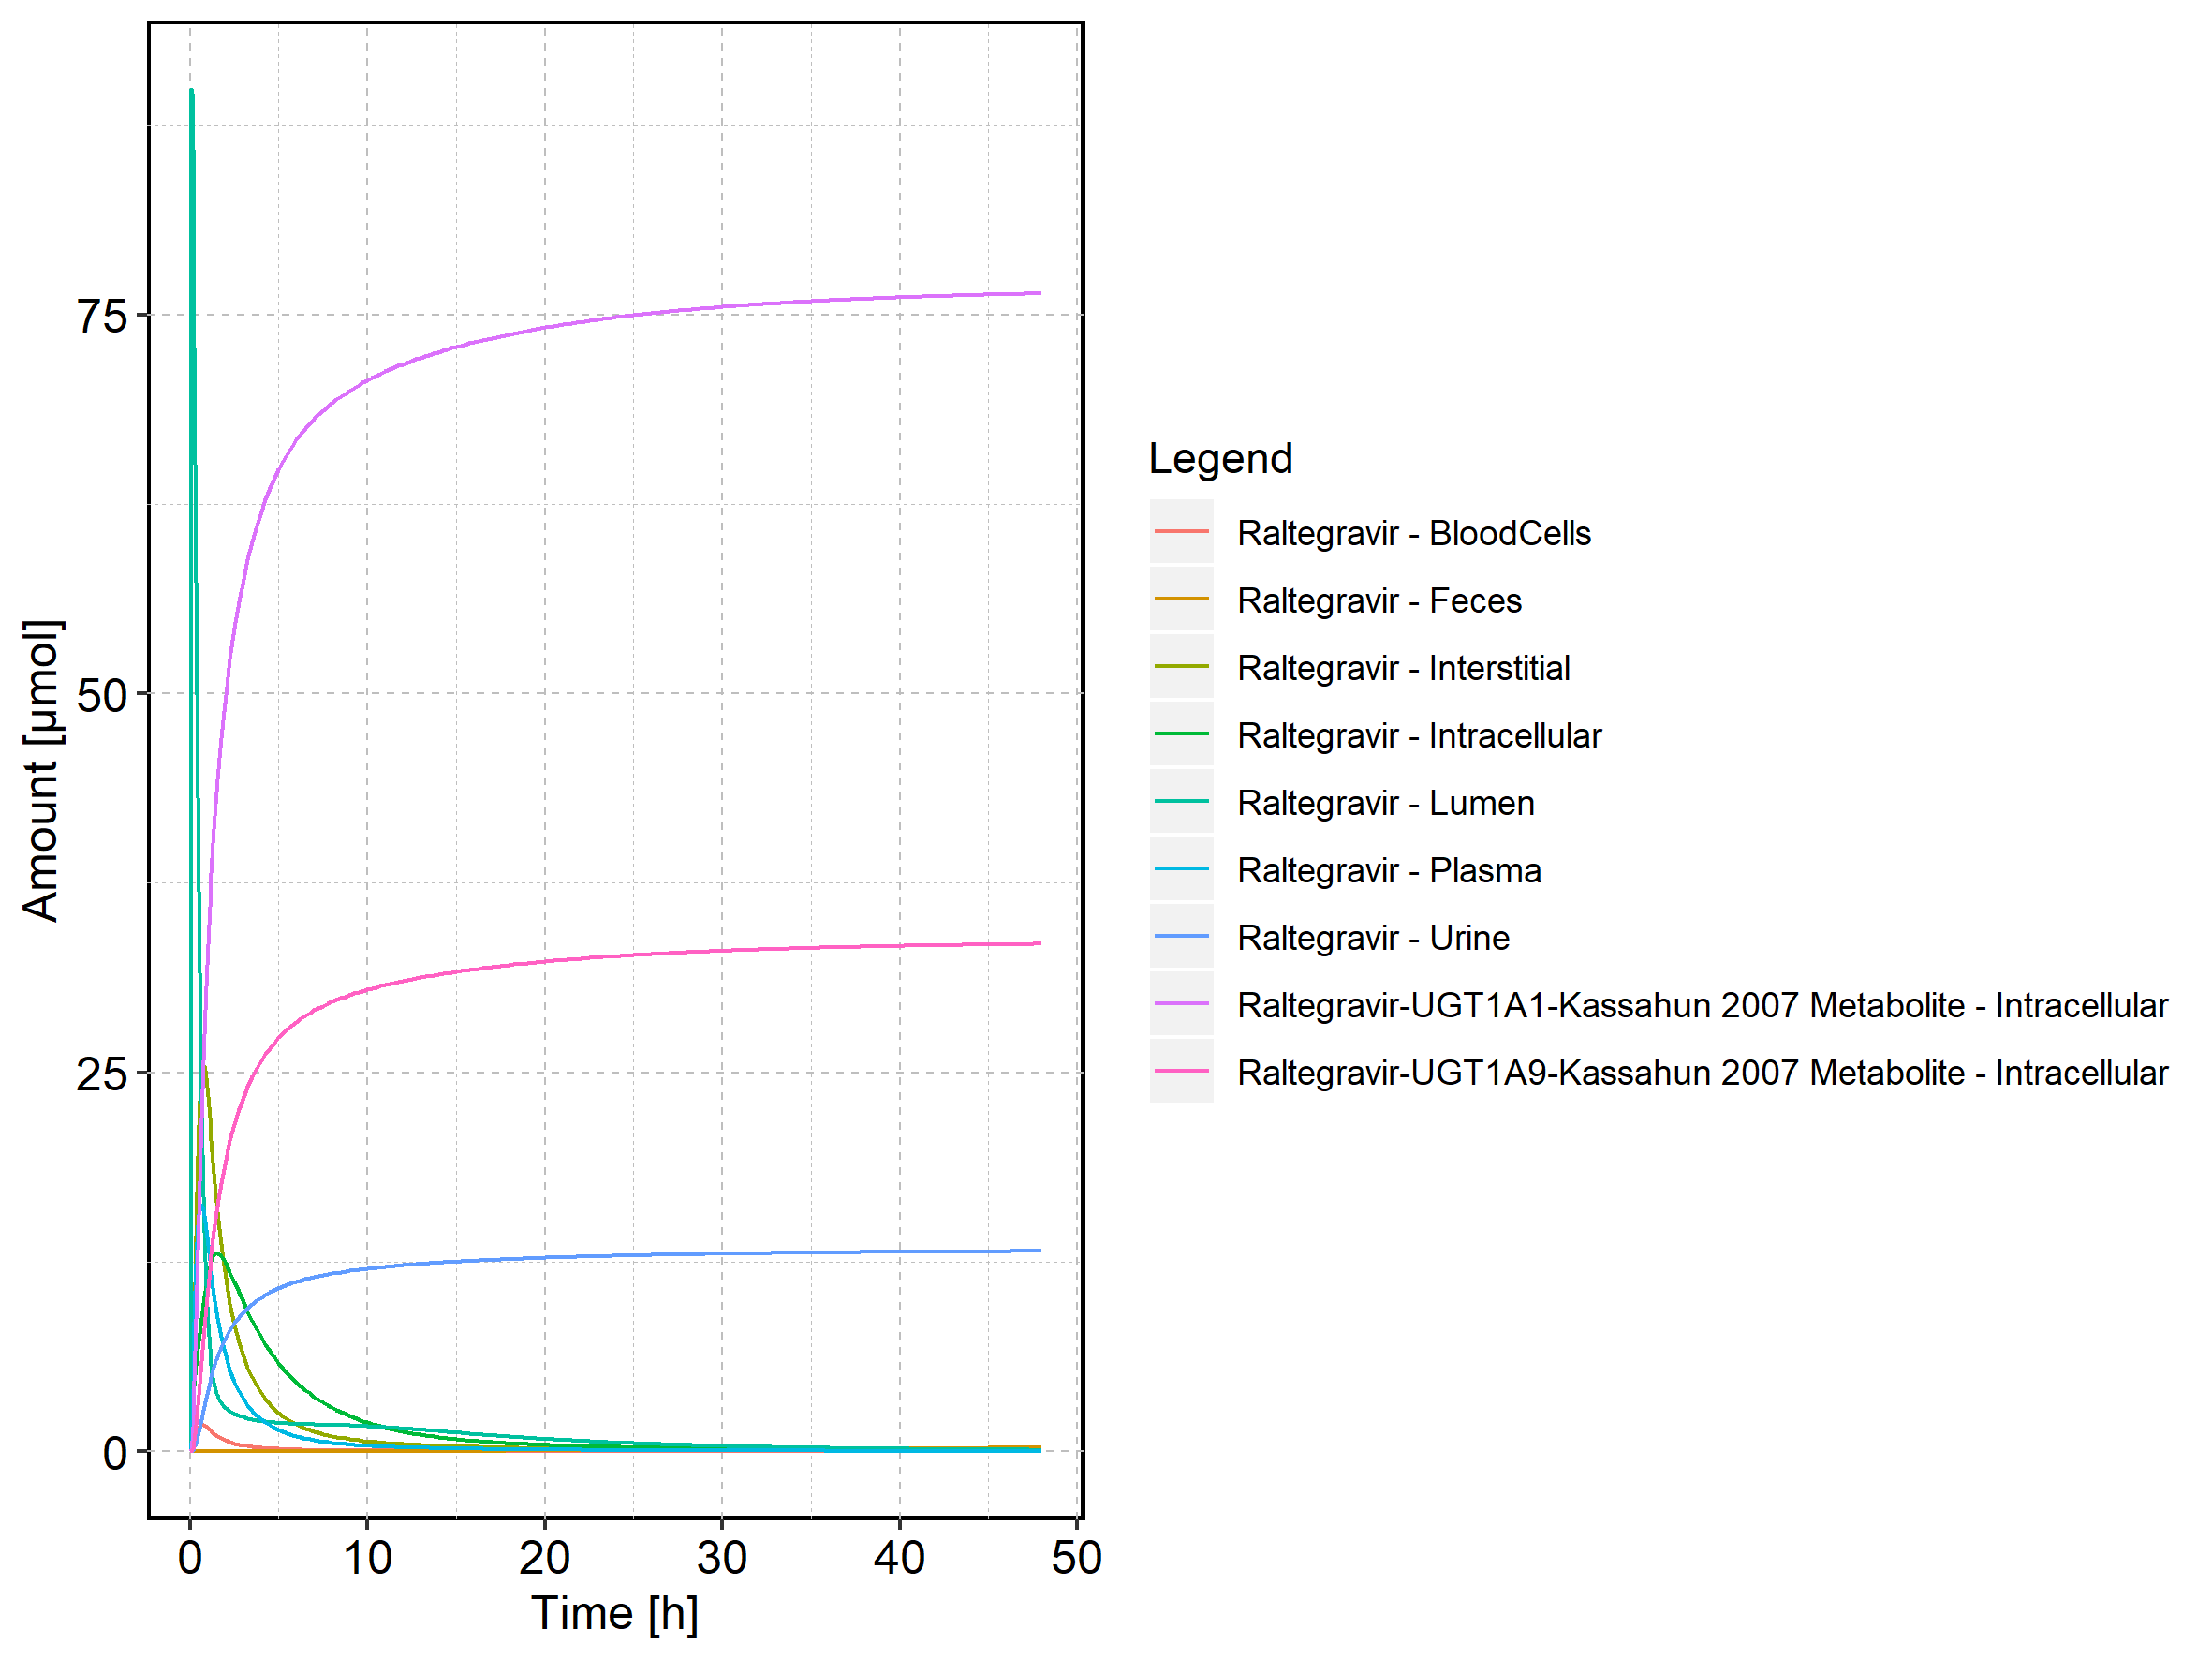 75
50
25
0
Amount [µmol]
0 10 20 30 40 50
Time [h]
Legend
Raltegravir - BloodCells
Raltegravir - Feces
Raltegravir - Interstitial
Raltegravir - Intracellular
Raltegravir - Lumen
Raltegravir - Plasma
Raltegravir - Urine
Raltegravir-UGT1A1-Kassahun 2007 Metabolite - Intracellular
Raltegravir-UGT1A9-Kassahun 2007 Metabolite - Intracellular